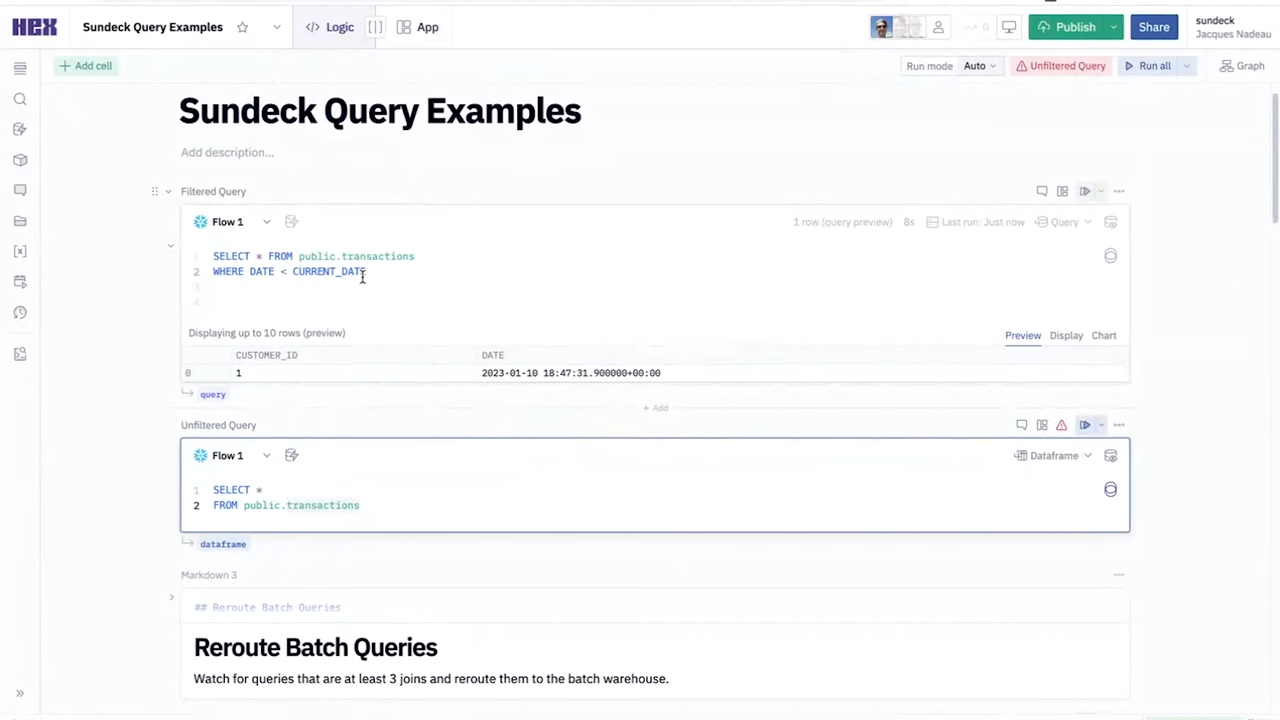 HEX
Sundeck Query Examples
Logic
App
0
Publish
Share
sundeck
Jacques Nadeau
Add cell
Run mode Auto
Unfiltered Query
Run all
Graph
Sundeck Query Examples
Add description...
Filtered Query
Flow 1
1 row (query preview) 8s Last run: Just now Query
1 SELECT * FROM public.transactions
2 WHERE DATE < CURRENT_DATE
3
4
Displaying up to 10 rows (preview)
Preview Display Chart
CUSTOMER_ID DATE
0 1 2023-01-10 18:47:31.900000+00:00
query
+ Add
Unfiltered Query
Flow 1
Dataframe
1 SELECT *
2 FROM public.transactions
dataframe
Markdown 3
## Reroute Batch Queries
Reroute Batch Queries
Watch for queries that are at least 3 joins and reroute them to the batch warehouse.